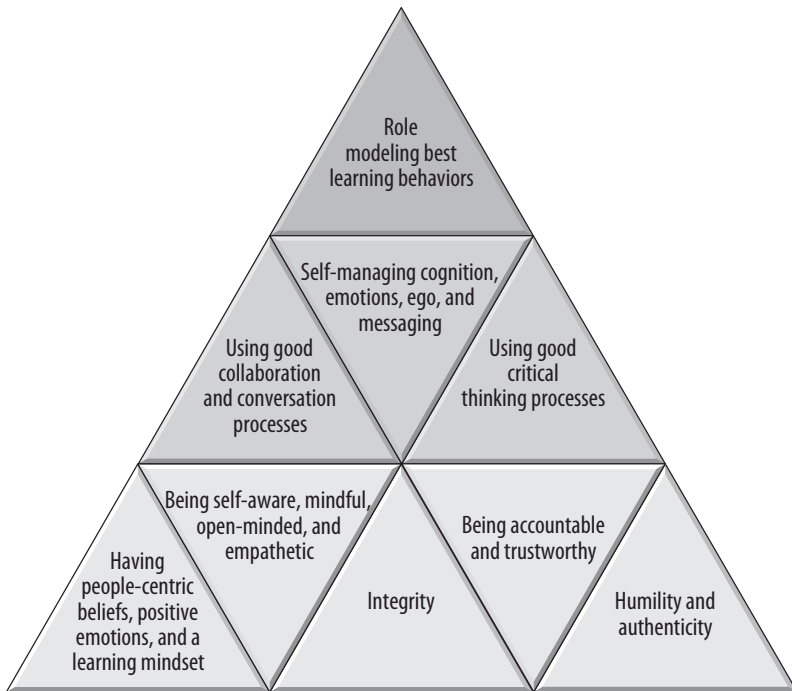 Role
modeling best
learning behaviors
Self-managing cognition,
emotions, ego, and
messaging
Using good
collaboration
and conversation
processes
Using good
critical
thinking processes
Being self-aware, mindful,
open-minded, and
empathetic
Being accountable
and trustworthy
Having
people-centric
beliefs, positive
emotions, and a
learning mindset
Integrity
Humility and
authenticity